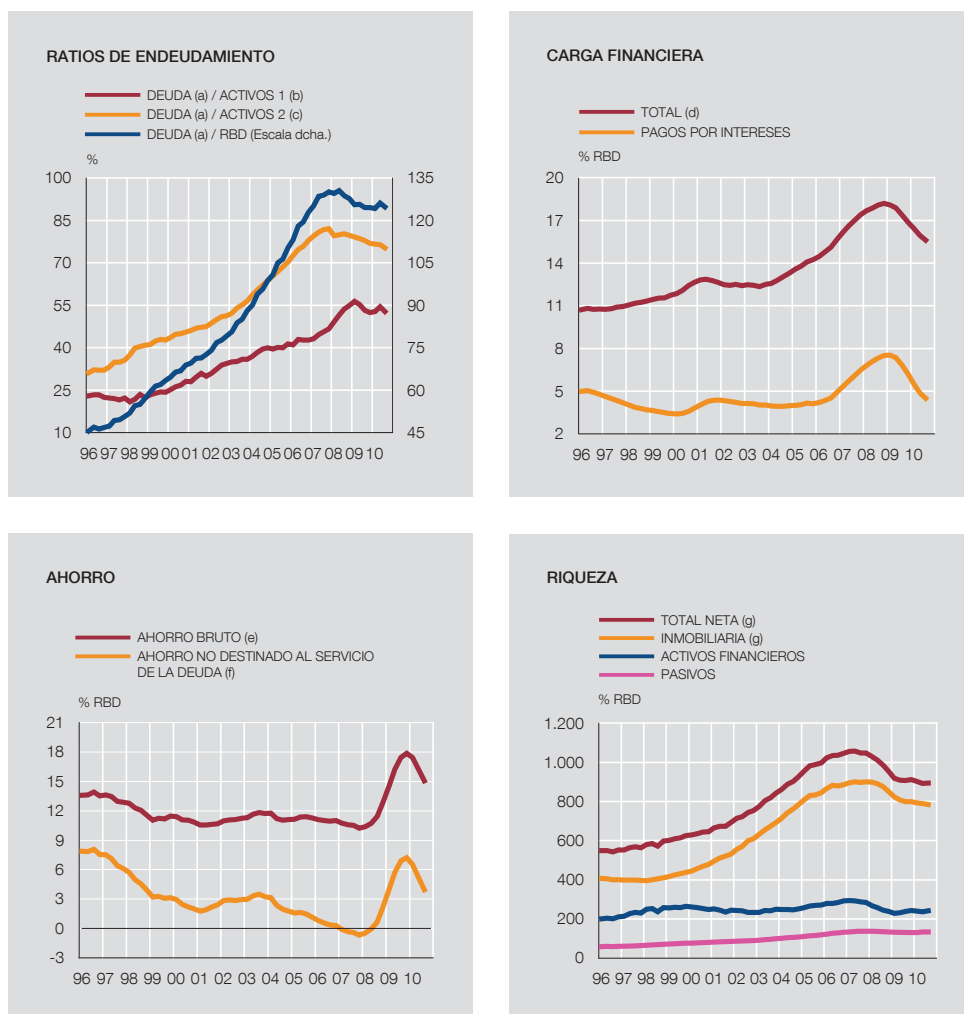 RATIOS DE ENDEUDAMIENTO
DEUDA (a) / ACTIVOS 1 (b)
DEUDA (a) / ACTIVOS 2 (c)
DEUDA (a) / RBD (Escala dcha.)
%
100
85
70
55
40
25
10
135
120
105
90
75
60
45
96 97 98 99 00 01 02 03 04 05 06 07 08 09 10
CARGA FINANCIERA
TOTAL (d)
PAGOS POR INTERESES
% RBD
20
17
14
11
8
5
2
96 97 98 99 00 01 02 03 04 05 06 07 08 09 10
AHORRO
AHORRO BRUTO (e)
AHORRO NO DESTINADO AL SERVICIO
DE LA DEUDA (f)
% RBD
21
18
15
12
9
6
3
0
-3
96 97 98 99 00 01 02 03 04 05 06 07 08 09 10
RIQUEZA
TOTAL NETA (g)
INMOBILIARIA (g)
ACTIVOS FINANCIEROS
PASIVOS
% RBD
1.200
1.000
800
600
400
200
0
96 97 98 99 00 01 02 03 04 05 06 07 08 09 10